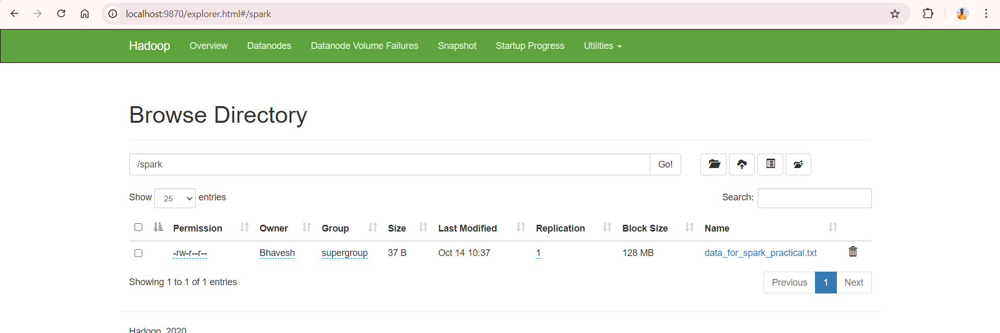 localhost:9870/explorer.html#/spark
Hadoop Overview Datanodes Datanode Volume Failures Snapshot Startup Progress Utilities
Browse Directory
/spark Go!
Show 25 entries Search:
Permission Owner Group Size Last Modified Replication Block Size Name
-rw-r--r-- Bhavesh supergroup 37 B Oct 14 10:37 1 128 MB data_for_spark_practical.txt
Showing 1 to 1 of 1 entries Previous 1 Next
Hadoop, 2020.